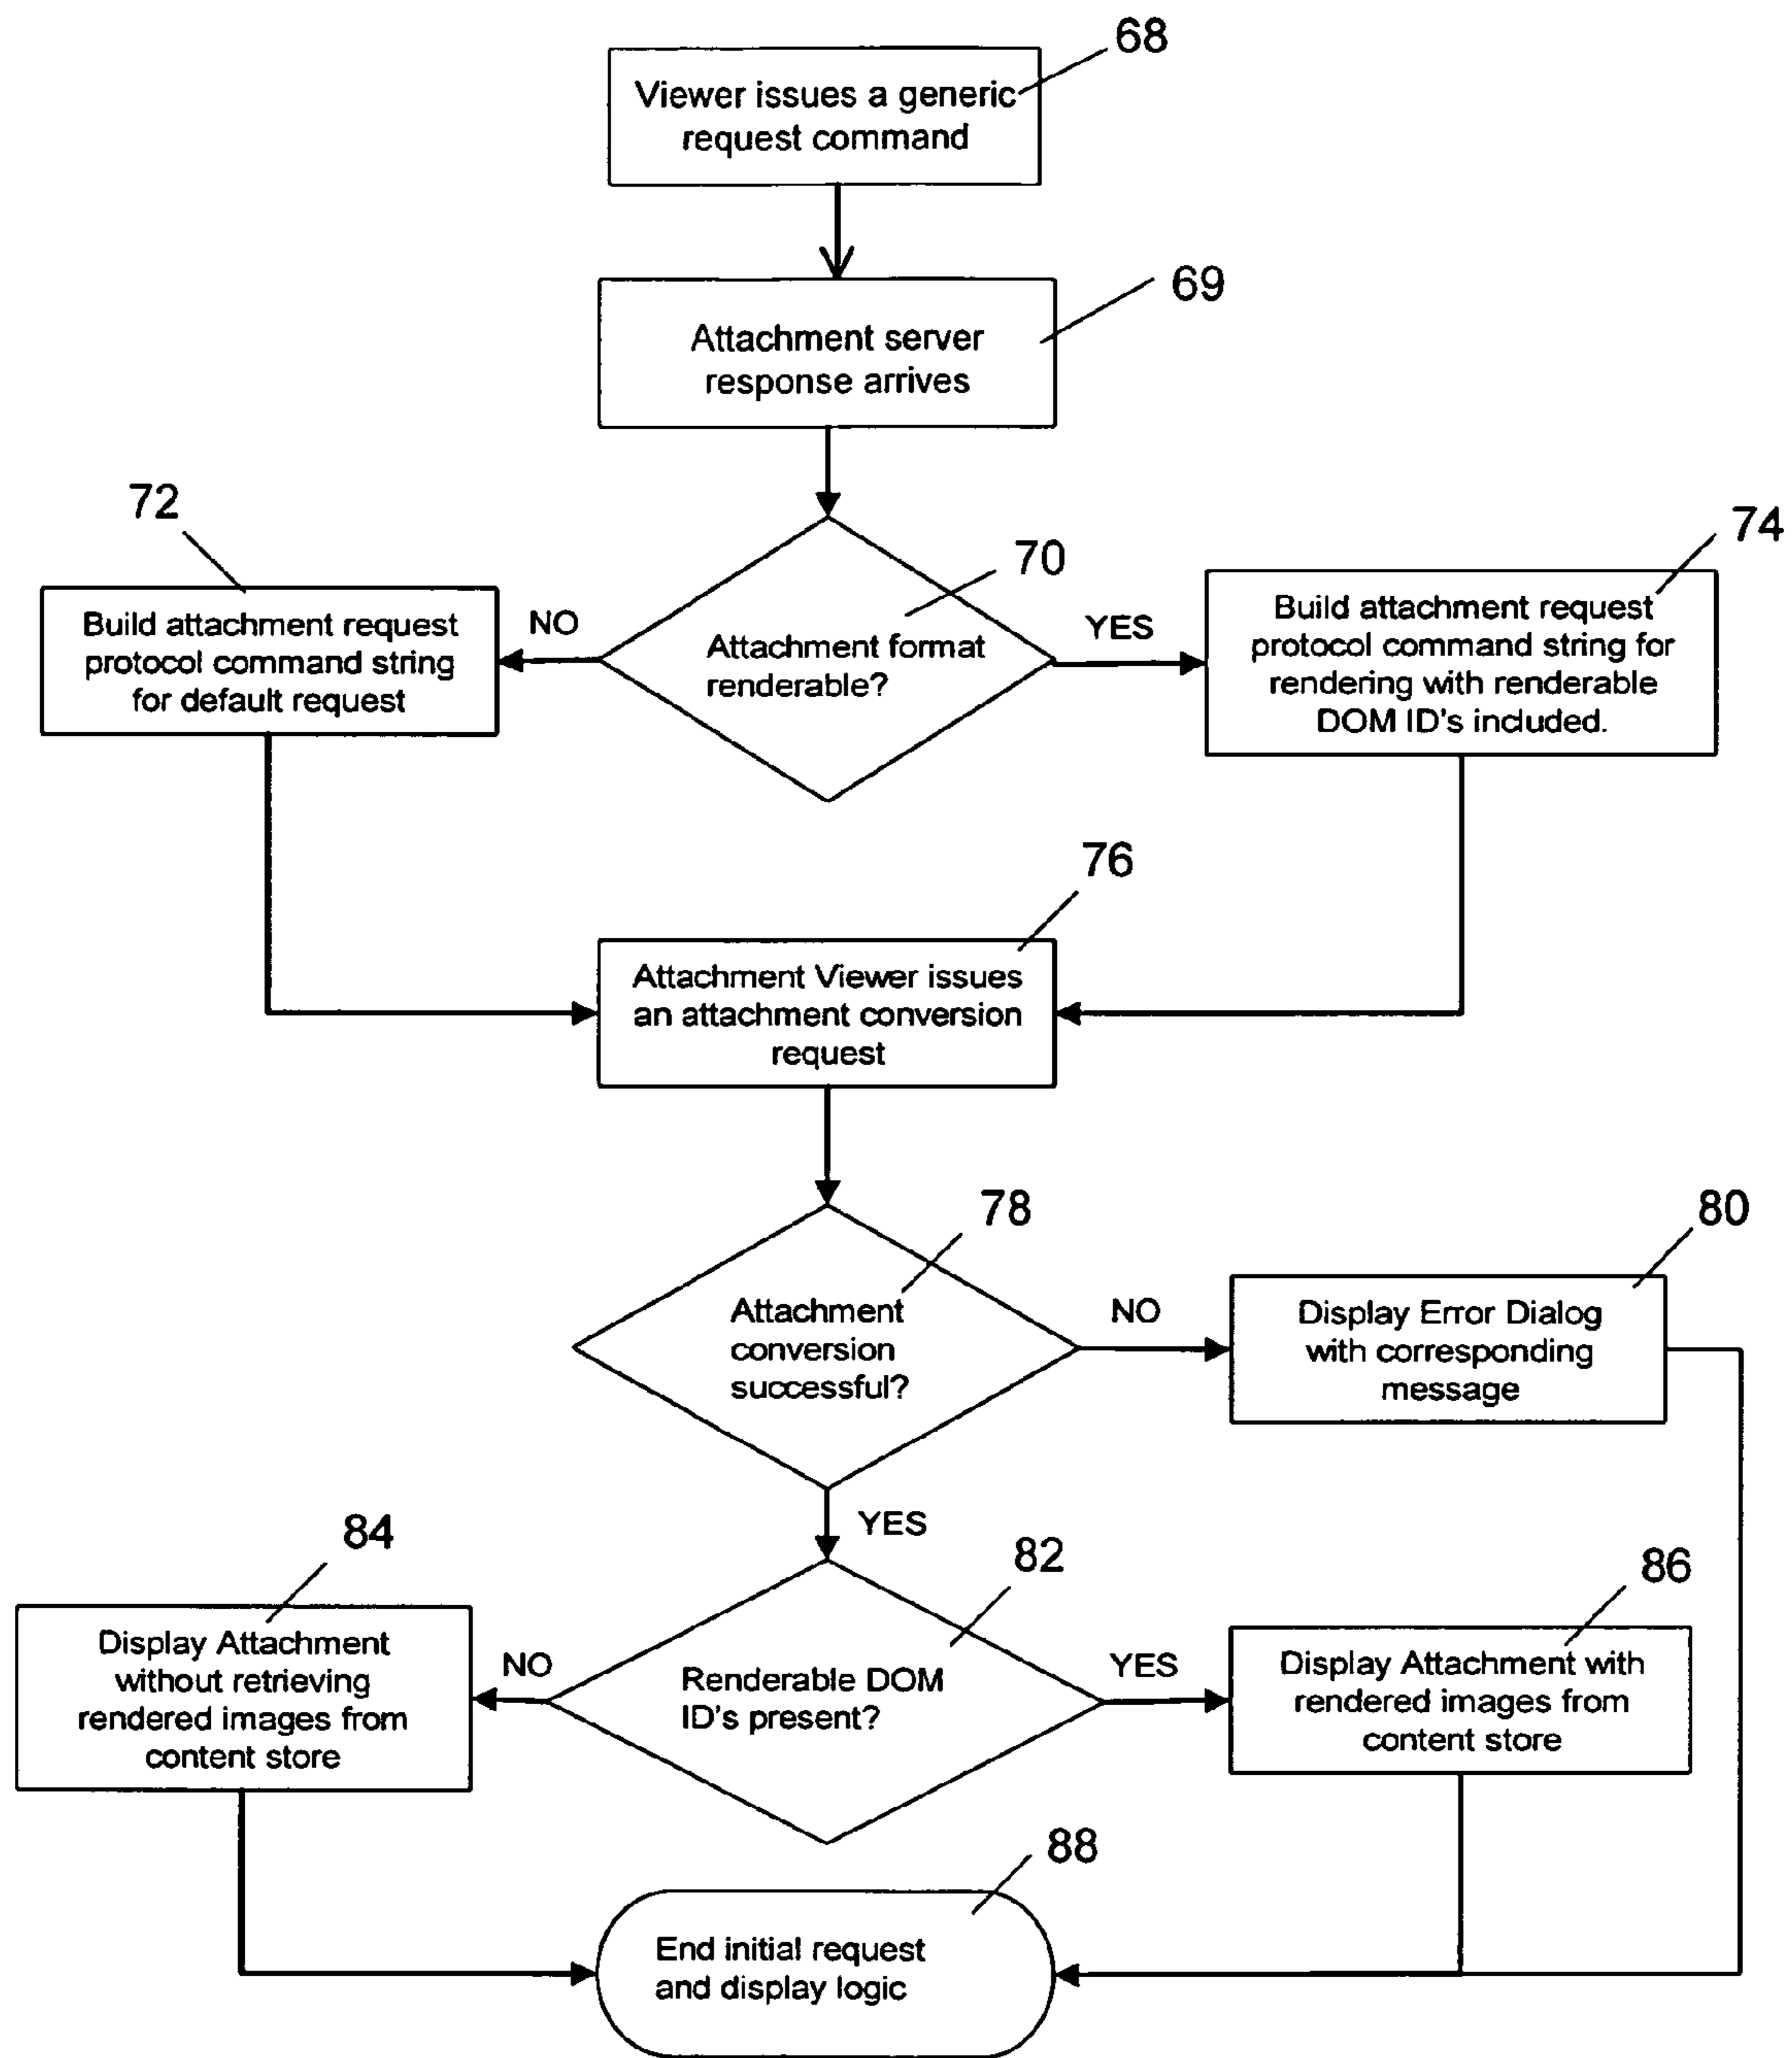 68
Viewer issues a generic
request command
69
Attachment server
response arrives
72
70
74
Build attachment request
protocol command string
for default request
NO
Attachment format
renderable?
YES
Build attachment request
protocol command string for
rendering with renderable
DOM ID's included.
76
Attachment Viewer issues
an attachment conversion
request
78
80
Attachment
conversion
successful?
NO
Display Error Dialog
with corresponding
message
YES
84
82
86
Display Attachment
without retrieving
rendered images from
content store
NO
Renderable DOM
ID's present?
YES
Display Attachment with
rendered images from
content store
88
End initial request
and display logic